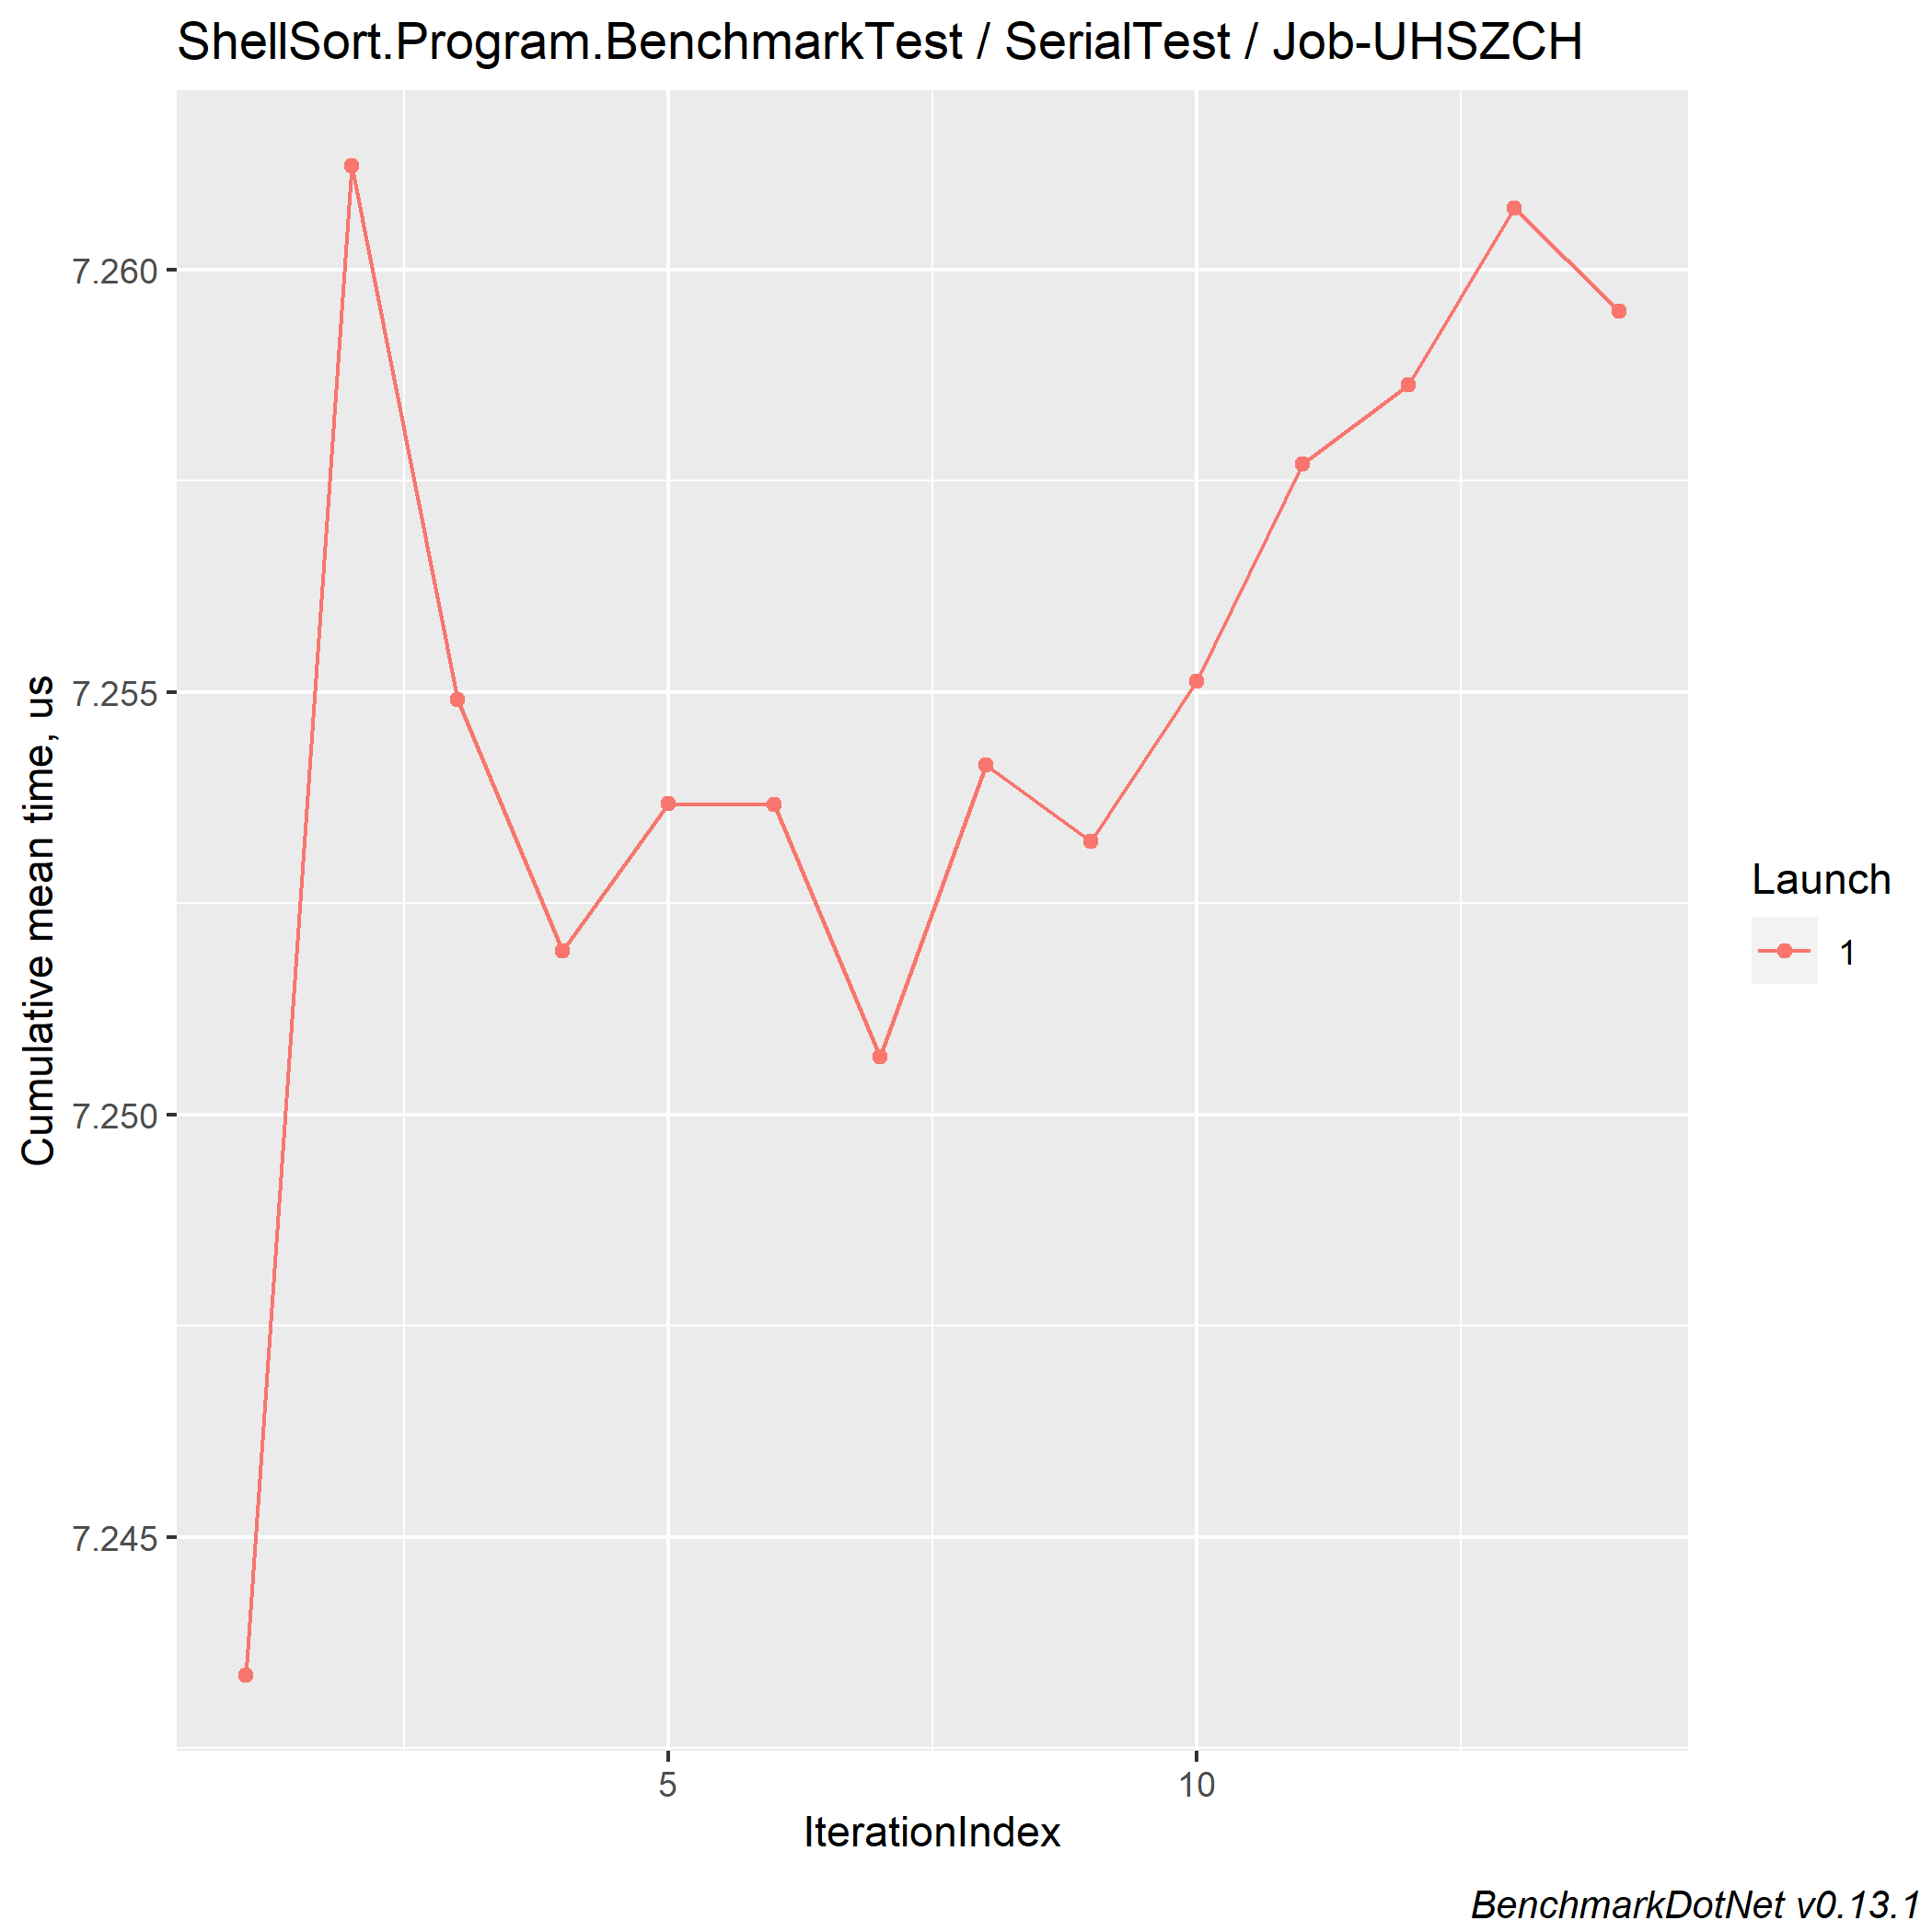 ShellSort.Program.BenchmarkTest / SerialTest / Job-UHSZCH
Cumulative mean time, us
7.260
7.255
7.250
7.245
5
10
IterationIndex
Launch
1
BenchmarkDotNet v0.13.1